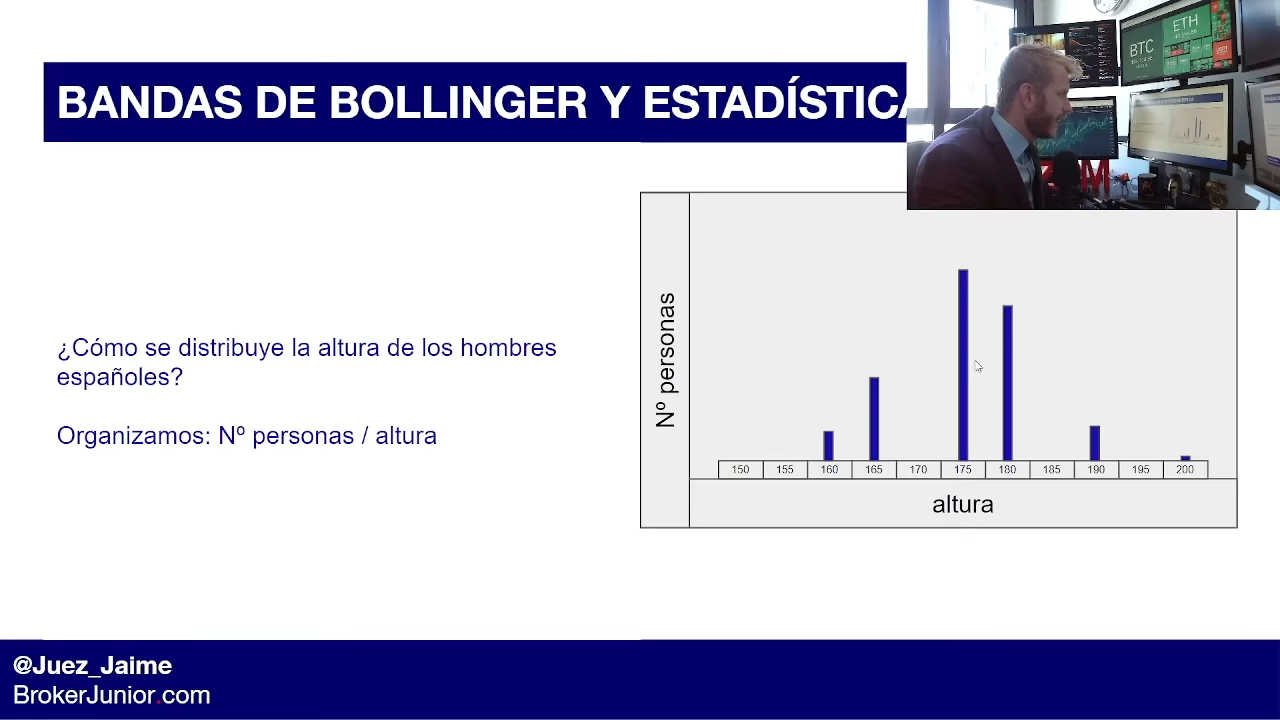 BANDAS DE BOLLINGER Y ESTADÍSTICA
ETH
BTC
¿Cómo se distribuye la altura de los hombres
españoles?
Organizamos: Nº personas / altura
Nº personas
150 155 160 165 170 175 180 185 190 195 200
altura
@Juez_Jaime
BrokerJunior.com